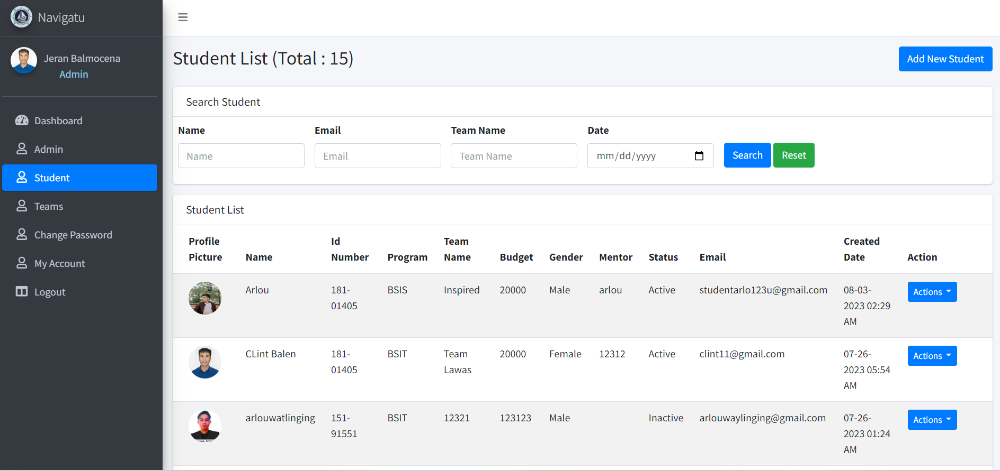 Navigatu
Jeran Balmocena
Admin
Dashboard
Admin
Student
Teams
Change Password
My Account
Logout
Student List (Total : 15)
Add New Student
Search Student
Name
Email
Team Name
Date
Name
Email
Team Name
mm/dd/yyyy
Search
Reset
Student List
Profile Picture
Name
Id Number
Program
Team Name
Budget
Gender
Mentor
Status
Email
Created Date
Action
Arlou
181-
01405
BSIS
Inspired
20000
Male
arlou
Active
studentarlo123u@gmail.com
08-03-
2023 02:29
AM
Actions
CLint Balen
181-
01405
BSIT
Team
Lawas
20000
Female
12312
Active
clint11@gmail.com
07-26-
2023 05:54
AM
Actions
arlouwatlinging
151-
91551
BSIT
12321
123123
Male
Inactive
arlouwaylinging@gmail.com
07-26-
2023 01:24
AM
Actions